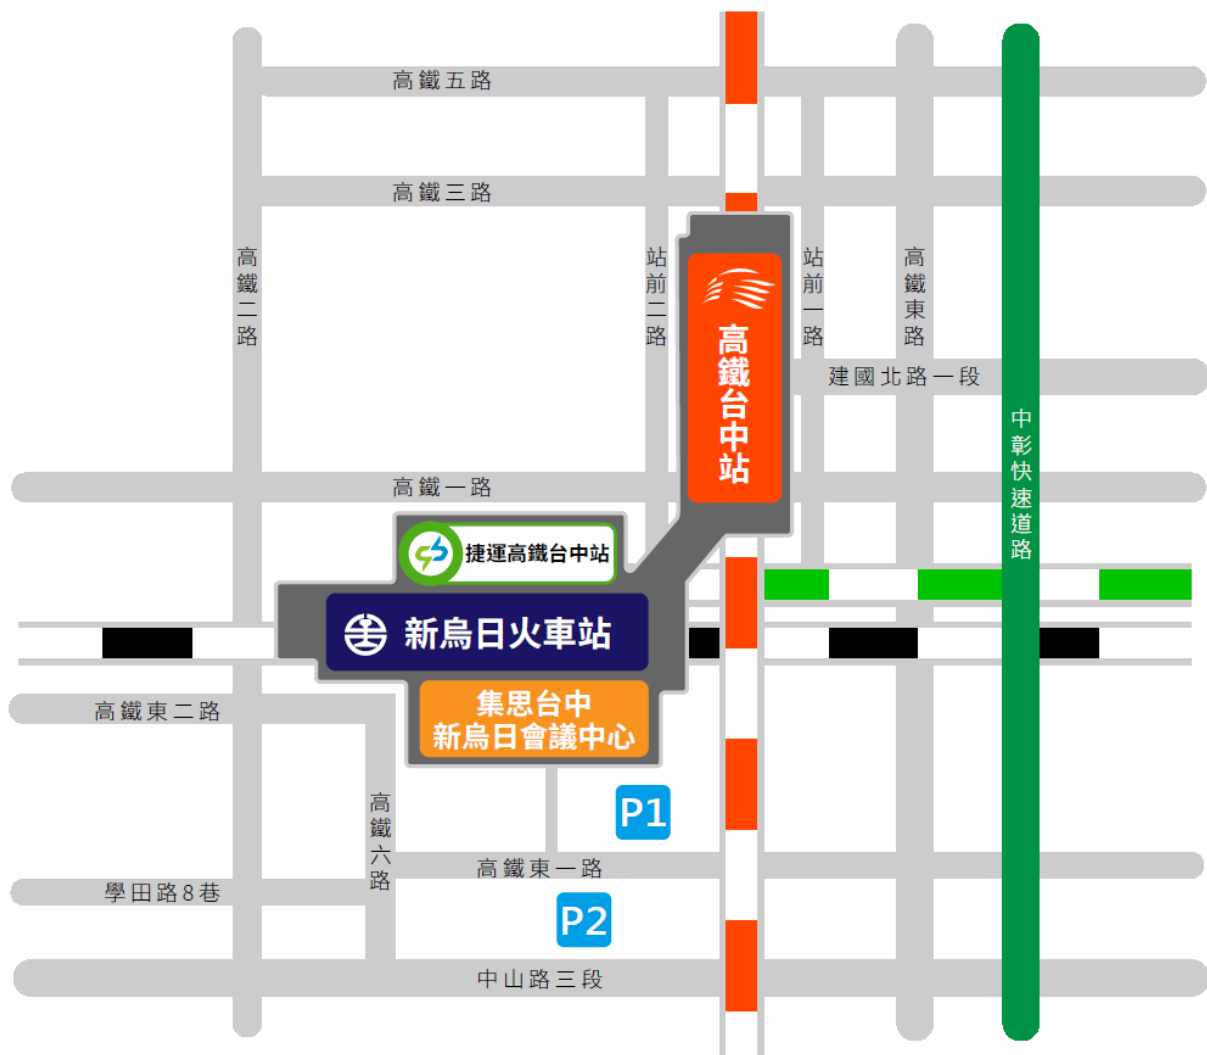 高鐵五路
高鐵三路
高鐵二路
站前二路
站前一路
高鐵東路
高鐵台中站
建國北路一段
中彰快速道路
高鐵一路
捷運高鐵台中站
新烏日火車站
集思台中
新烏日會議中心
高鐵東二路
高鐵六路
P1
高鐵東一路
學田路8巷
P2
中山路三段